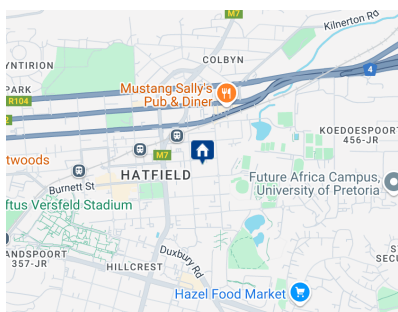 M7
Kilnerton Rd
COLBYN
YNTIRION
4
PARK
Mustang Sally's
Pub & Diner
R104
KOEDOESPOORT
456-JR
M7
twoods
HATFIELD
Future Africa Campus,
University of Pretoria
Burnett St
ftus Versfeld Stadium
ANDSPOORT
357-JR
Duxbury Rd
HILLCREST
S
SECU
Hazel Food Market